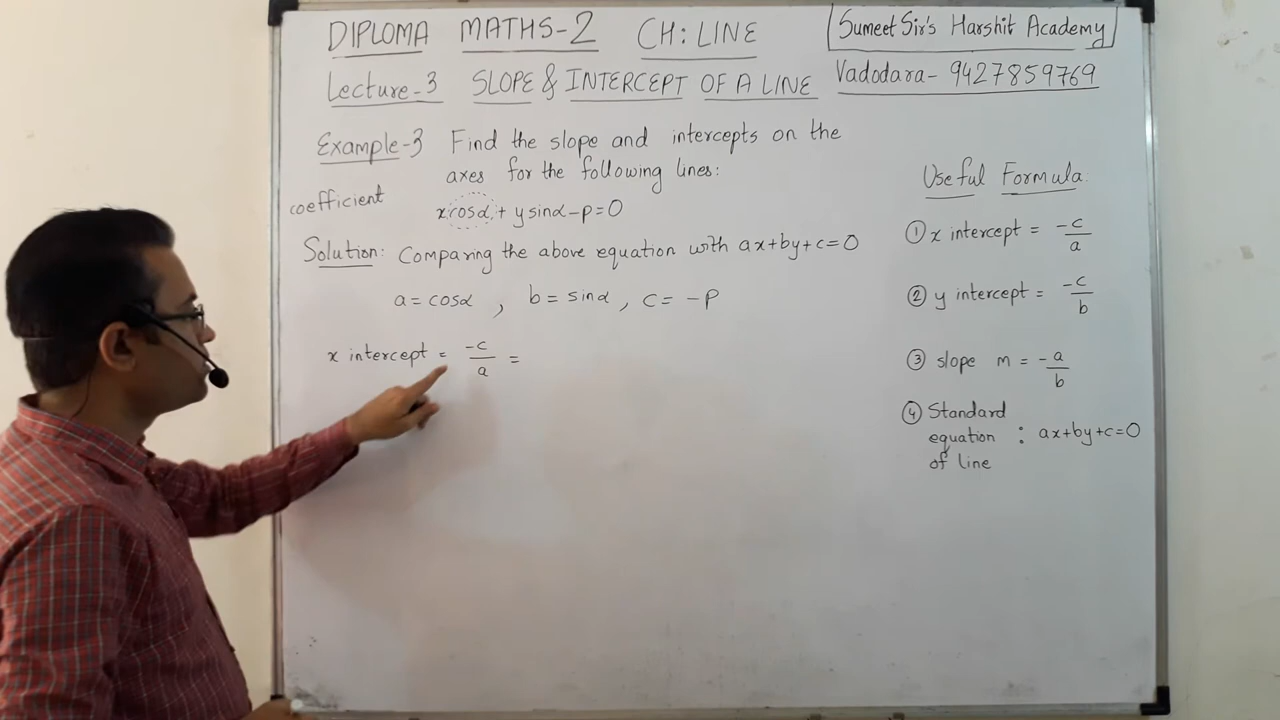 DIPLOMA MATHS-2 CH: LINE
Sumeet Sir's Harshit Academy
Lecture-3 SLOPE & INTERCEPT OF A LINE
Vadodara- 9427859769
Example-3 Find the slope and intercepts on the
axes for the following lines:
coefficient
xcosα + y sinα - p = 0
Solution: Comparing the above equation with ax+by+c=0
a = cosα , b = sinα , c = -p
x intercept = -c/a =
Useful Formula
① x intercept = -c/a
② y intercept = -c/b
③ slope m = -a/b
④ Standard
equation : ax+by+c=0
of line